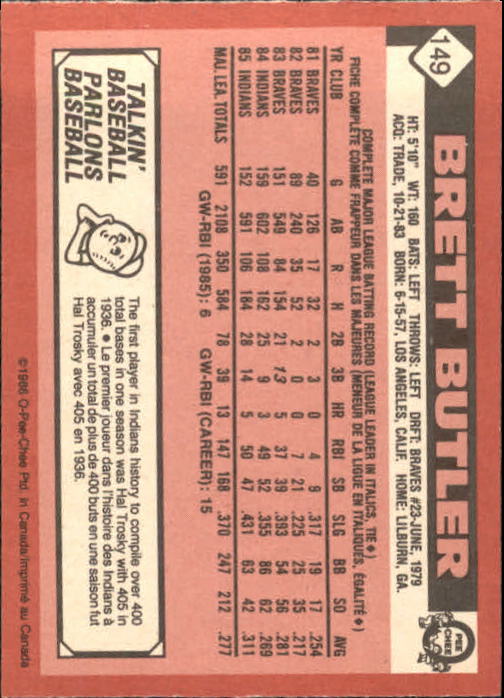 149
BRETT BUTLER
O PEE CHEE
HT: 5'10" WT: 160 BATS: LEFT THROWS: LEFT DRFT: BRAVES #23-JUNE, 1979
ACQ: TRADE, 10-21-83 BORN: 6-15-57, LOS ANGELES, CALIF. HOME: LILBURN, GA.
COMPLETE MAJOR LEAGUE BATTING RECORD (LEAGUE LEADER IN ITALICS, TIE ♦)
FICHE COMPLÈTE COMME FRAPPEUR DANS LES MAJEURES (MENEUR DE LA LIGUE EN ITALIQUES, ÉGALITÉ ♦)
YR CLUB G AB R H 2B 3B HR RBI SB SLG BB SO AVG
81 BRAVES 40 126 17 32 2 3 0 4 9 .317 19 17 .254
82 BRAVES 89 240 35 52 2 0 0 7 21 .225 25 35 .217
83 BRAVES 151 549 84 154 21 13 5 37 39 .393 54 56 .281
84 INDIANS 159 602 108 162 25 9 3 49 52 .355 86 62 .269
85 INDIANS 152 591 106 184 28 14 5 50 47 .431 63 42 .311
MAJ. LEA. TOTALS 591 2108 350 584 78 39 13 147 168 .370 247 212 .277
GW-RBI (1985): 6 GW-RBI (CAREER): 15
TALKIN'
BASEBALL
PARLONS
BASEBALL
The first player in Indians history to compile over 400
total bases in one season was Hal Trosky with 405 in
1936. ● Le premier joueur dans l'histoire des Indians à
accumuler un total de plus de 400 buts en une saison fut
Hal Trosky avec 405 en 1936.
©1986 O-Pee-Chee Ptd. in Canada/imprimé au Canada